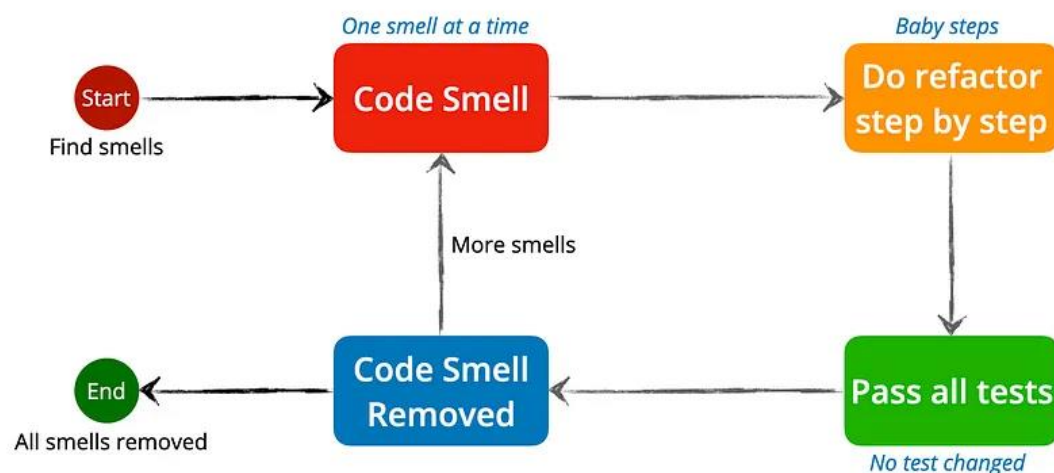 One smell at a time
Baby steps
Start
Code Smell
Do refactor
step by step
Find smells
More smells
End
Code Smell
Removed
Pass all tests
All smells removed
No test changed